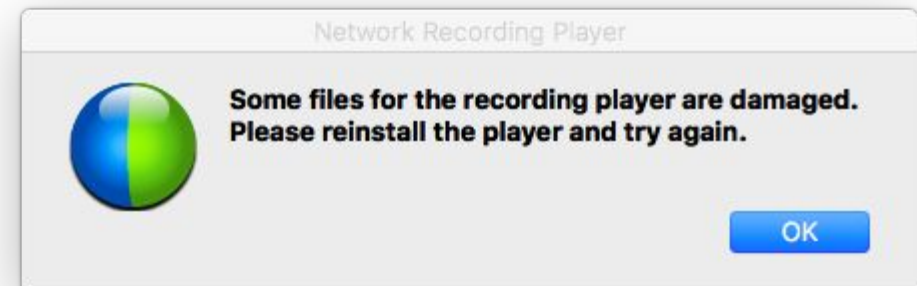 Network Recording Player
Some files for the recording player are damaged.
Please reinstall the player and try again.
OK